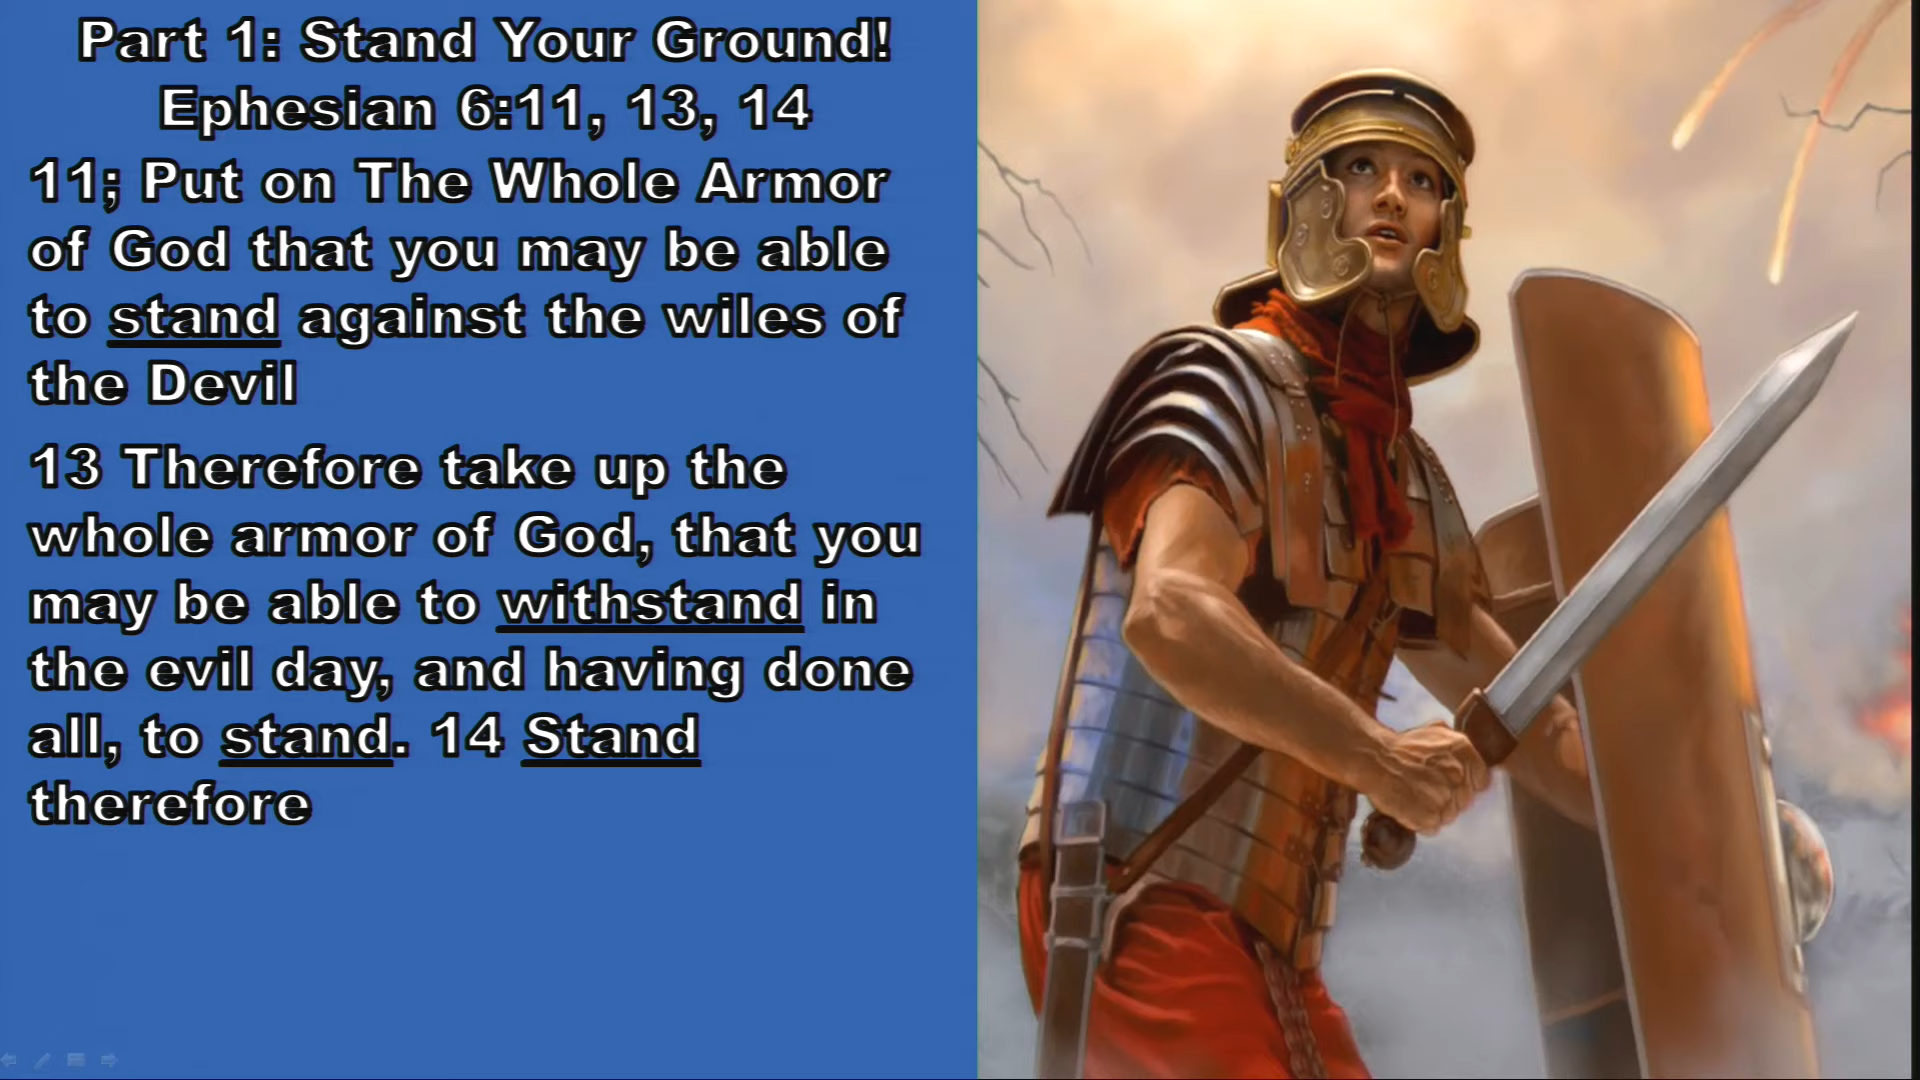 Part 1: Stand Your Ground!
Ephesian 6:11, 13, 14
11; Put on The Whole Armor
of God that you may be able
to stand against the wiles of
the Devil
13 Therefore take up the
whole armor of God, that you
may be able to withstand in
the evil day, and having done
all, to stand. 14 Stand
therefore